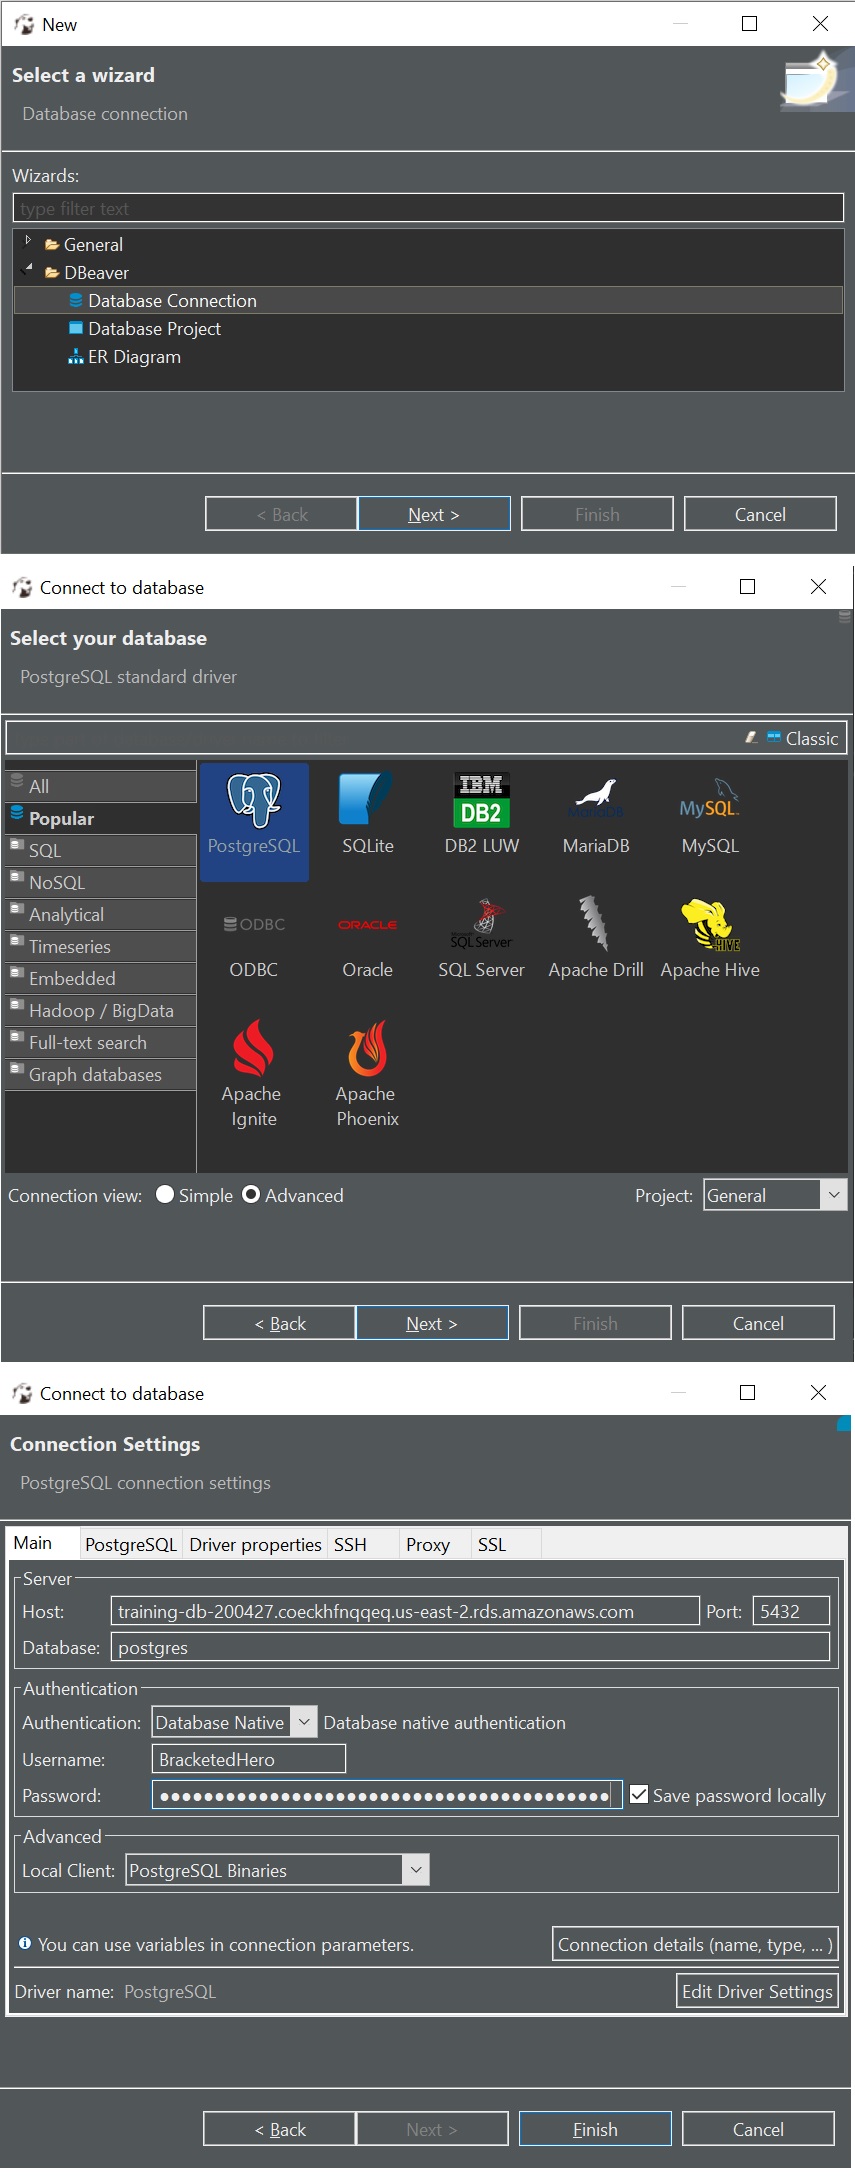 New
Select a wizard
Database connection
Wizards:
type filter text
General
DBeaver
Database Connection
Database Project
ER Diagram
< Back
Next >
Finish
Cancel
Connect to database
Select your database
PostgreSQL standard driver
Classic
All
Popular
SQL
NoSQL
Analytical
Timeseries
Embedded
Hadoop / BigData
Full-text search
Graph databases
PostgreSQL
IBM
DB2
SQLite
DB2 LUW
MariaDB
MariaDB
MySQL
MySQL
ODBC
ODBC
ORACLE
Oracle
Microsoft
SQL Server
SQL Server
Apache Drill
HIVE
Apache Hive
Apache
Ignite
Apache
Phoenix
Connection view: Simple Advanced
Project: General
< Back
Next >
Finish
Cancel
Connect to database
Connection Settings
PostgreSQL connection settings
Main PostgreSQL Driver properties SSH Proxy SSL
Server
Host: training-db-200427.coeckhfnqqeq.us-east-2.rds.amazonaws.com Port: 5432
Database: postgres
Authentication
Authentication: Database Native Database native authentication
Username: BracketedHero
Password: ●●●●●●●●●●●●●●●●●●●●●●●●●●●●●●●●●●●●●●●●● Save password locally
Advanced
Local Client: PostgreSQL Binaries
You can use variables in connection parameters.
Connection details (name, type, ... )
Driver name: PostgreSQL
Edit Driver Settings
< Back
Next >
Finish
Cancel